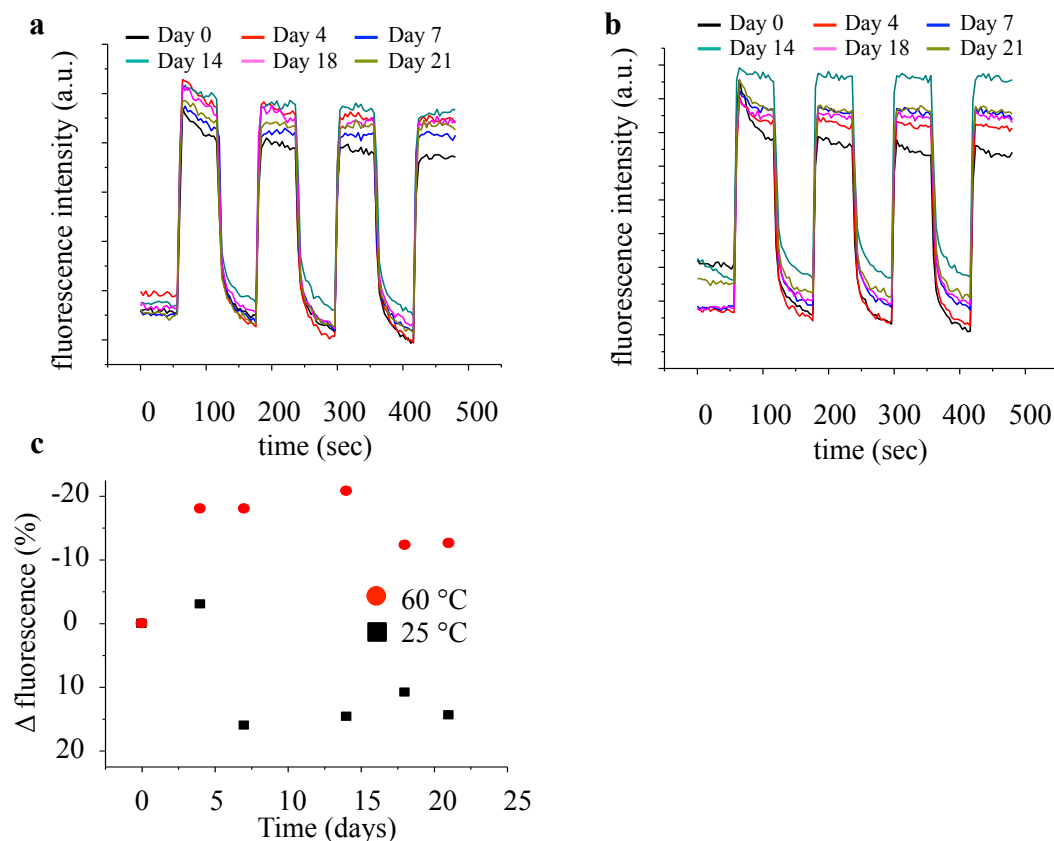 a
Day 0 Day 4 Day 7
Day 14 Day 18 Day 21
fluorescence intensity (a.u.)
0 100 200 300 400 500
time (sec)
b
Day 0 Day 4 Day 7
Day 14 Day 18 Day 21
fluorescence intensity (a.u.)
0 100 200 300 400 500
time (sec)
c
-20
-10
0
10
20
Δ fluorescence (%)
60 °C
25 °C
0 5 10 15 20 25
Time (days)